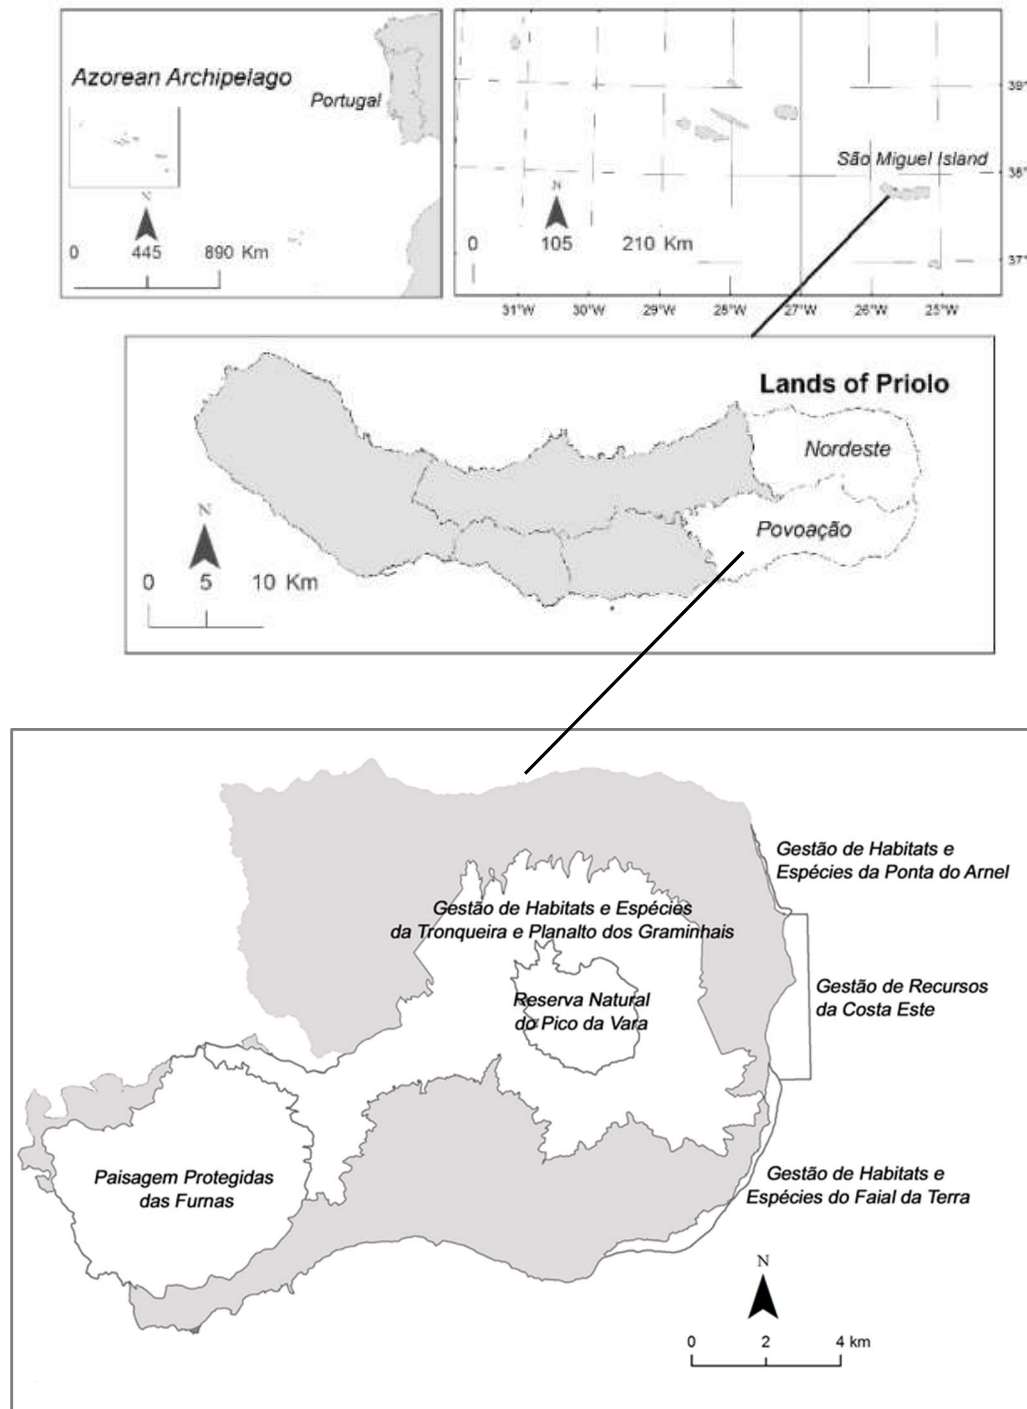 Azorean Archipelago
Portugal
N
0 445 890 Km
39°
São Miguel Island
38°
N
0 105 210 Km
37°
31°W 30°W 29°W 28°W 27°W 26°W 25°W
Lands of Priolo
Nordeste
Povoação
N
0 5 10 Km
Gestão de Habitats e
Espécies da Ponta do Arnel
Gestão de Habitats e Espécies
da Tronqueira e Planalto dos Graminhais
Gestão de Recursos
da Costa Este
Reserva Natural
do Pico da Vara
Paisagem Protegidas
das Furnas
Gestão de Habitats e
Espécies do Faial da Terra
N
0 2 4 km